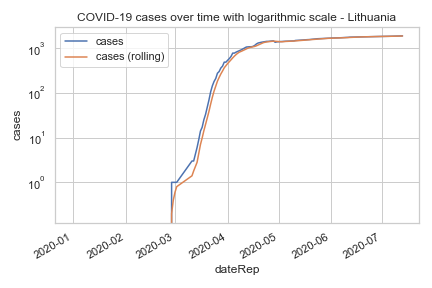 COVID-19 cases over time with logarithmic scale - Lithuania
cases
cases (rolling)
10³
10²
10¹
10⁰
cases
2020-01
2020-02
2020-03
2020-04
2020-05
2020-06
2020-07
dateRep